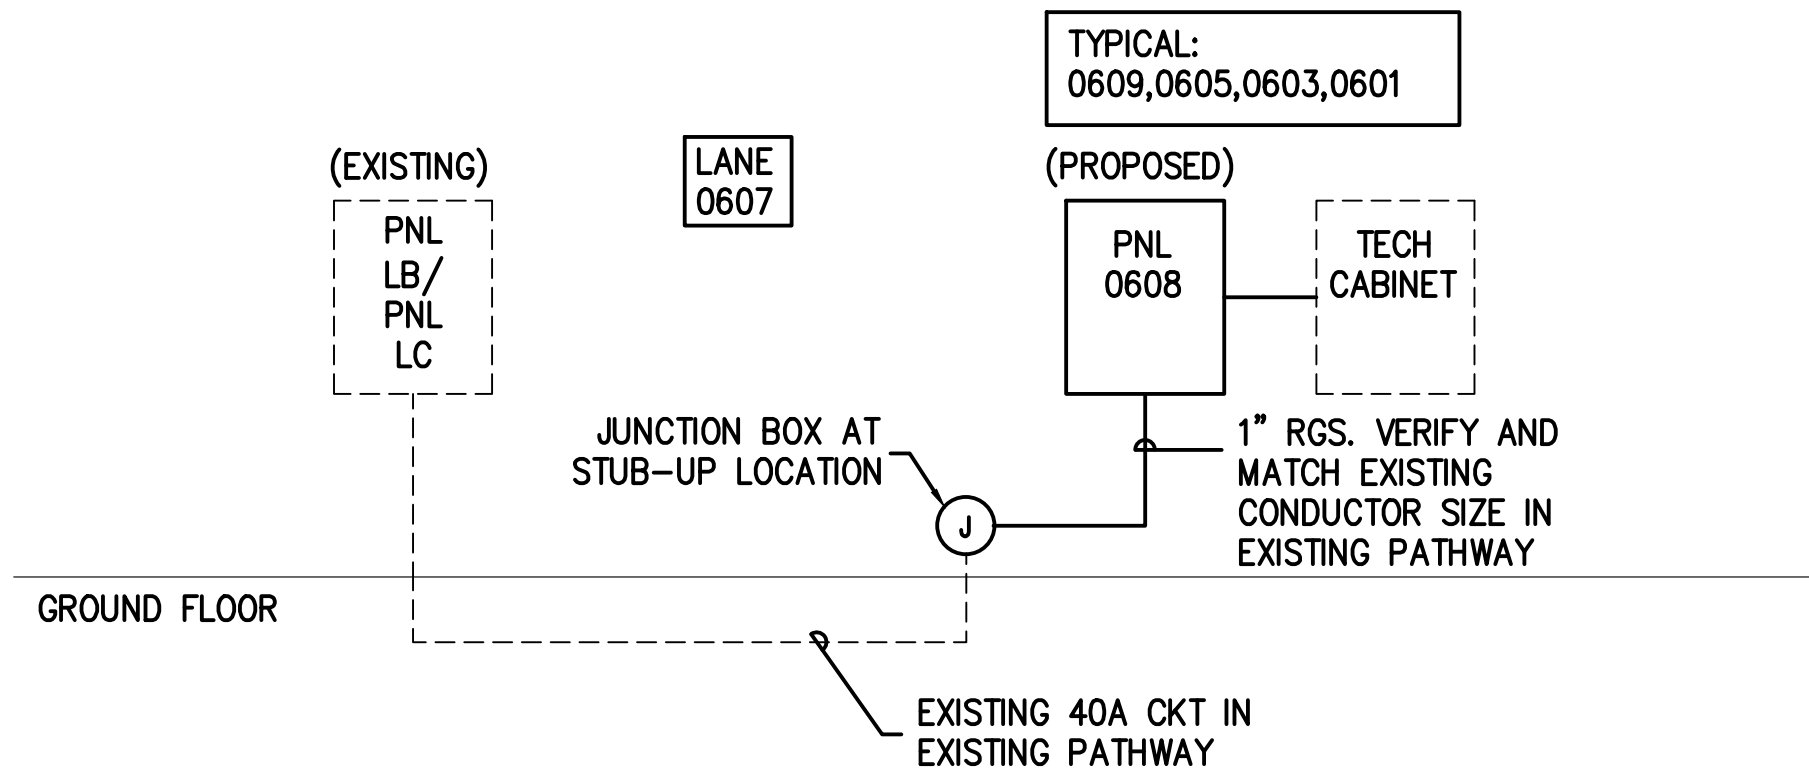 TYPICAL:
0609,0605,0603,0601
(EXISTING)
LANE
0607
(PROPOSED)
PNL
LB/
PNL
LC
PNL
0608
TECH
CABINET
JUNCTION BOX AT
STUB-UP LOCATION
J
1" RGS. VERIFY AND
MATCH EXISTING
CONDUCTOR SIZE IN
EXISTING PATHWAY
GROUND FLOOR
EXISTING 40A CKT IN
EXISTING PATHWAY